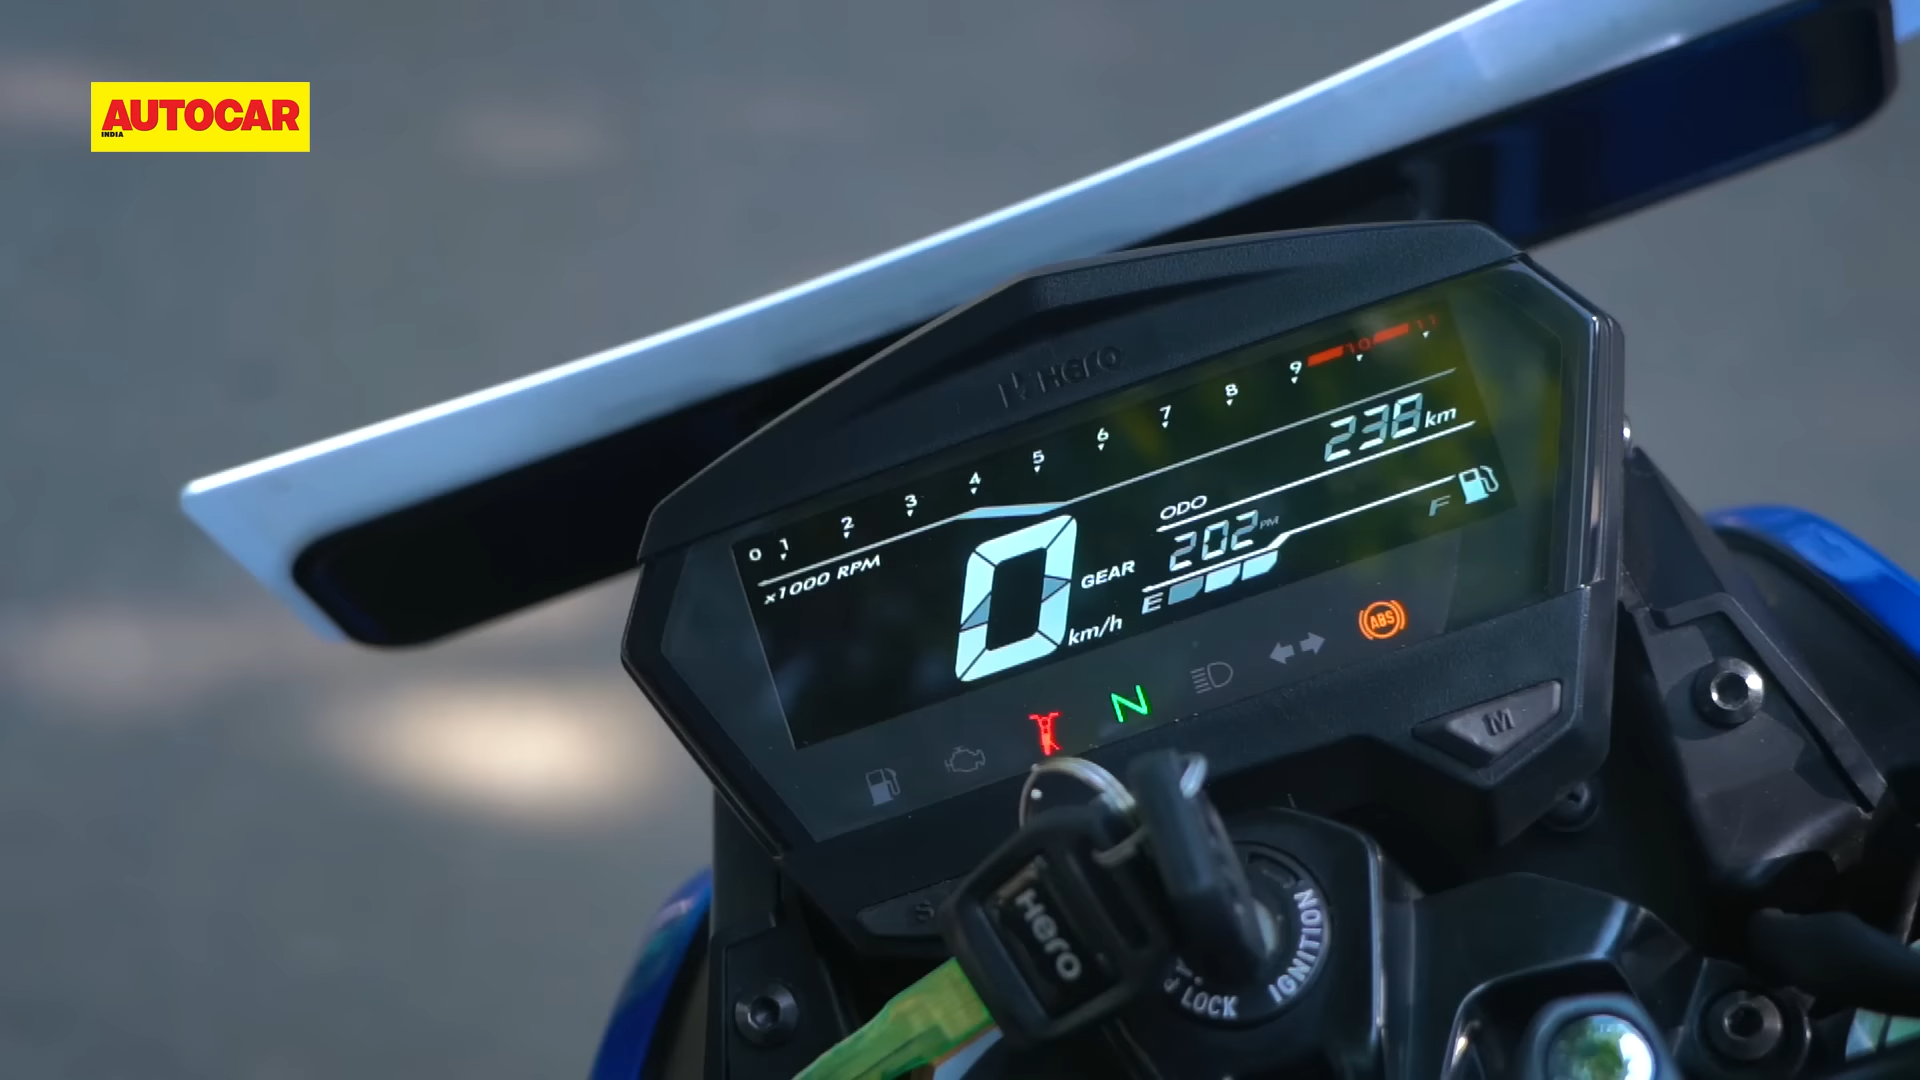 AUTOCAR
INDIA
Hero
0 1 2 3 4 5 6 7 8 9 10 11
x1000 RPM
238 km
ODO
202 PM
F
0 GEAR
km/h
E
N
ABS
M
S
Hero
LOCK
IGNITION